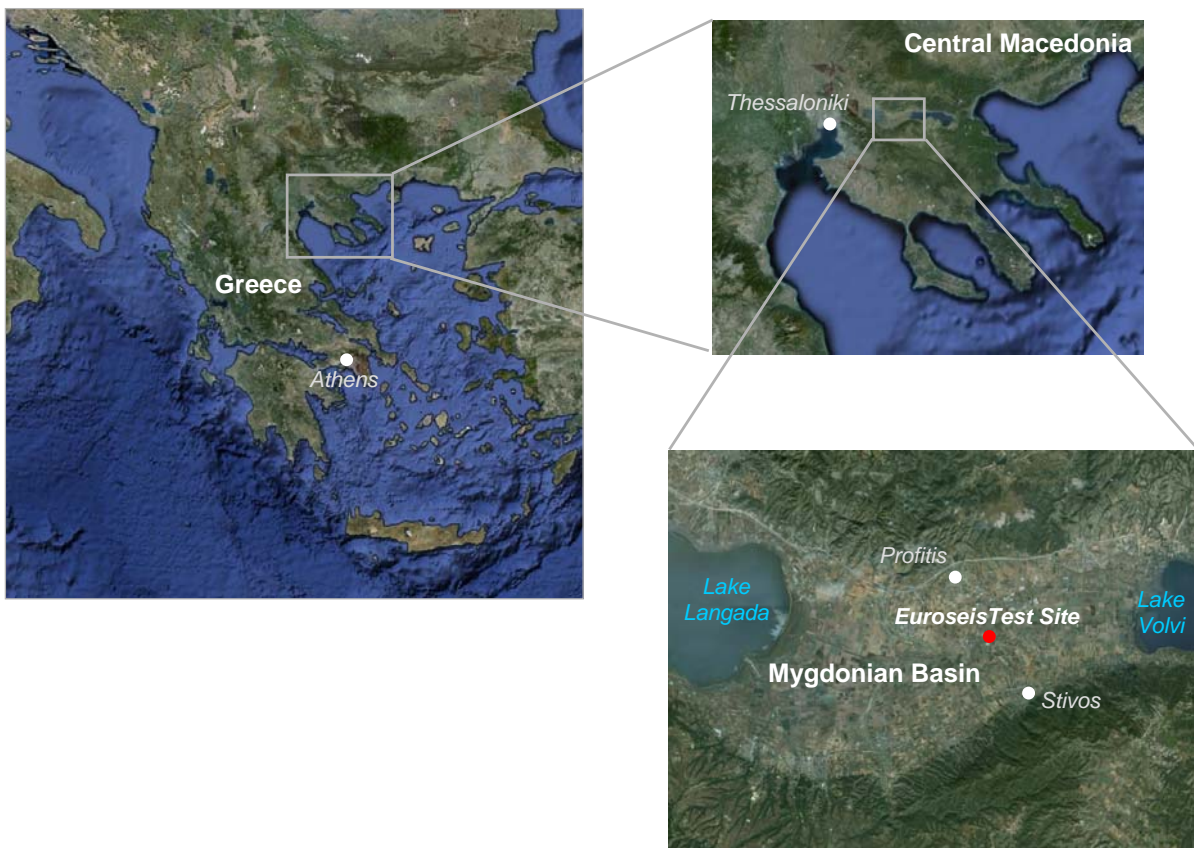 Greece
Athens
Central Macedonia
Thessaloniki
Profitis
Lake
Langada
EuroseisTest Site
Lake
Volvi
Mygdonian Basin
Stivos